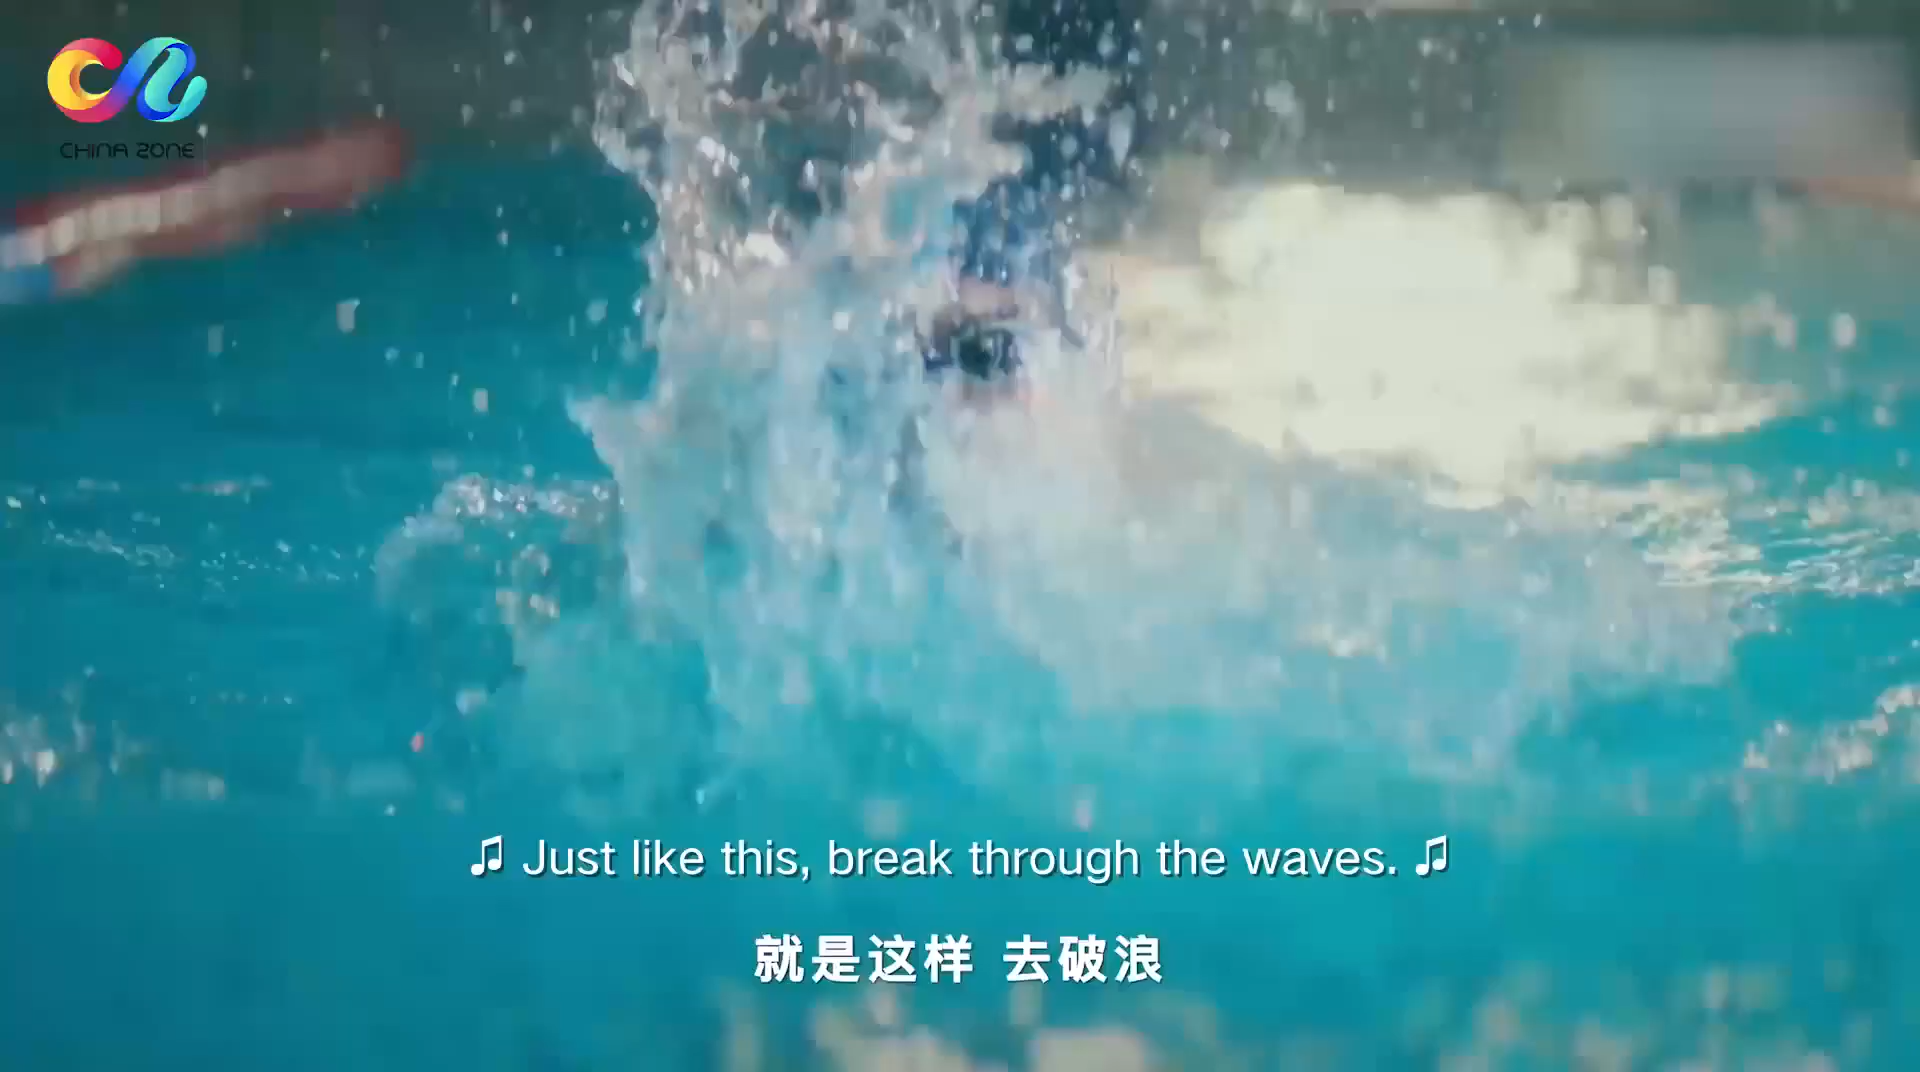 CHINA ZONE
♫ Just like this, break through the waves. ♫
就是这样 去破浪